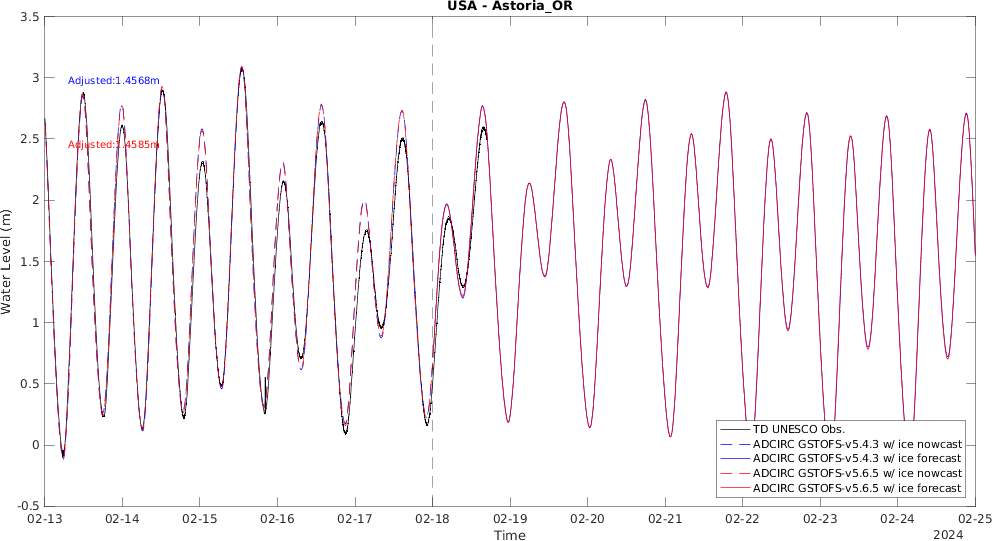 USA - Astoria_OR
3.5
3
2.5
2
1.5
1
0.5
0
-0.5
Water Level (m)
Adjusted:1.4568m
Adjusted:1.4585m
TD UNESCO Obs.
ADCIRC GSTOFS-v5.4.3 w/ ice nowcast
ADCIRC GSTOFS-v5.4.3 w/ ice forecast
ADCIRC GSTOFS-v5.6.5 w/ ice nowcast
ADCIRC GSTOFS-v5.6.5 w/ ice forecast
02-13 02-14 02-15 02-16 02-17 02-18 02-19 02-20 02-21 02-22 02-23 02-24 02-25
Time
2024